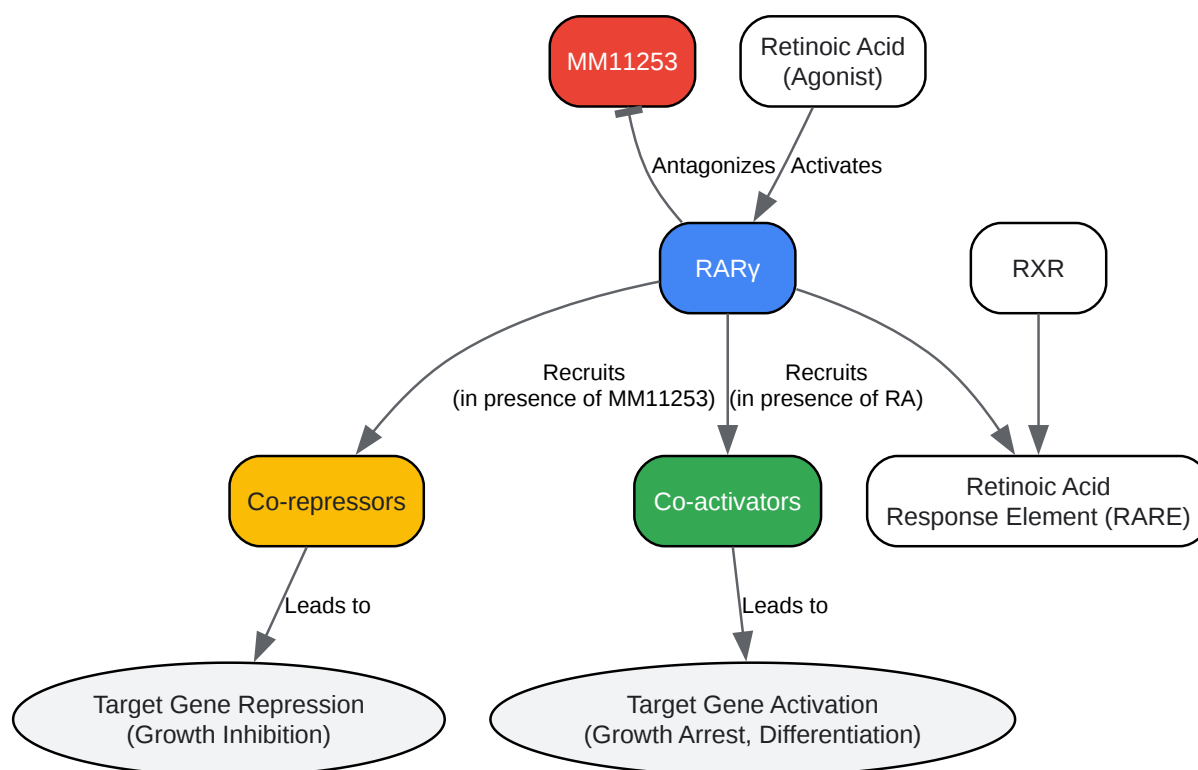 MM11253
Retinoic Acid
(Agonist)
Antagonizes
Activates
RARγ
RXR
Recruits
(in presence of MM11253)
Recruits
(in presence of RA)
Co-repressors
Co-activators
Retinoic Acid
Response Element (RARE)
Leads to
Leads to
Target Gene Repression
(Growth Inhibition)
Target Gene Activation
(Growth Arrest, Differentiation)